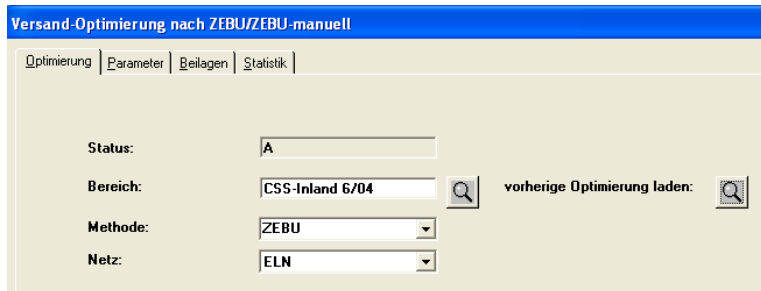 Versand-Optimierung nach ZEBU/ZEBU-manuell
Optimierung Parameter Beilagen Statistik
Status: A
Bereich: CSS-Inland 6/04 vorherige Optimierung laden:
Methode: ZEBU
Netz: ELN